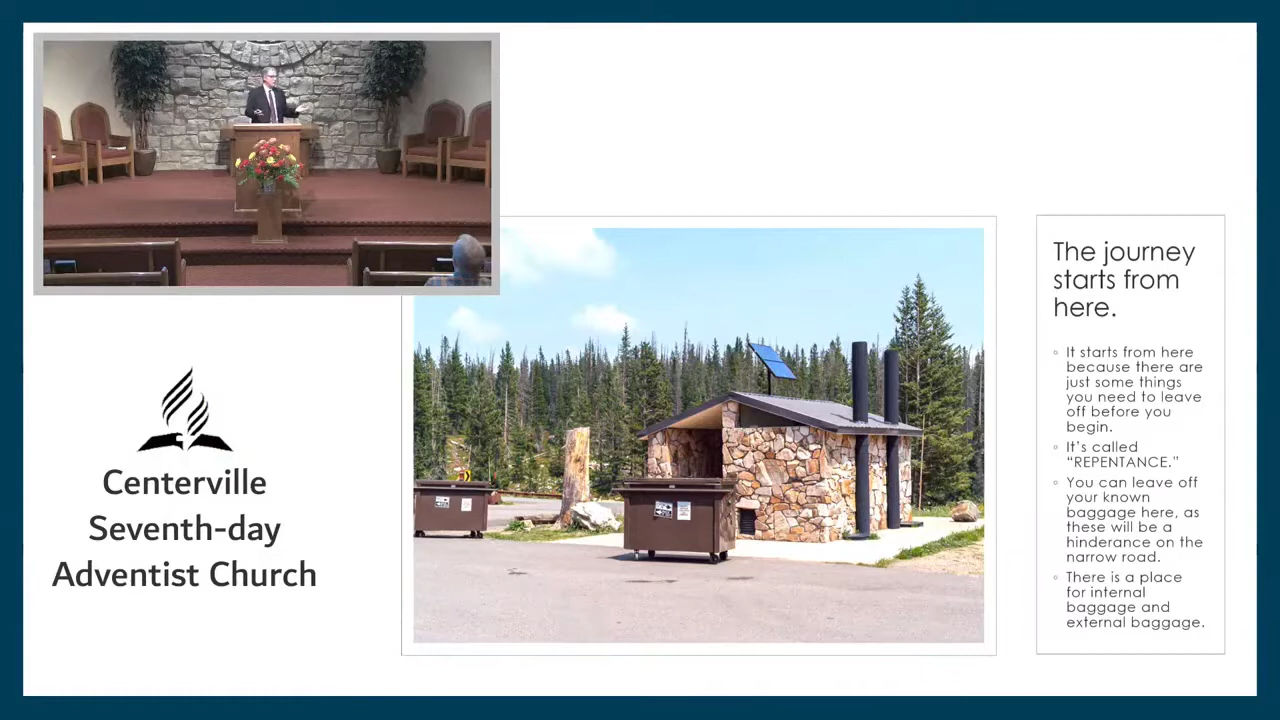 Centerville
Seventh-day
Adventist Church
The journey
starts from
here.
It starts from here
because there are
just some things
you need to leave
off before you
begin.
It's called
“REPENTANCE.”
You can leave off
your known
baggage here, as
these will be a
hinderance on the
narrow road.
There is a place
for internal
baggage and
external baggage.